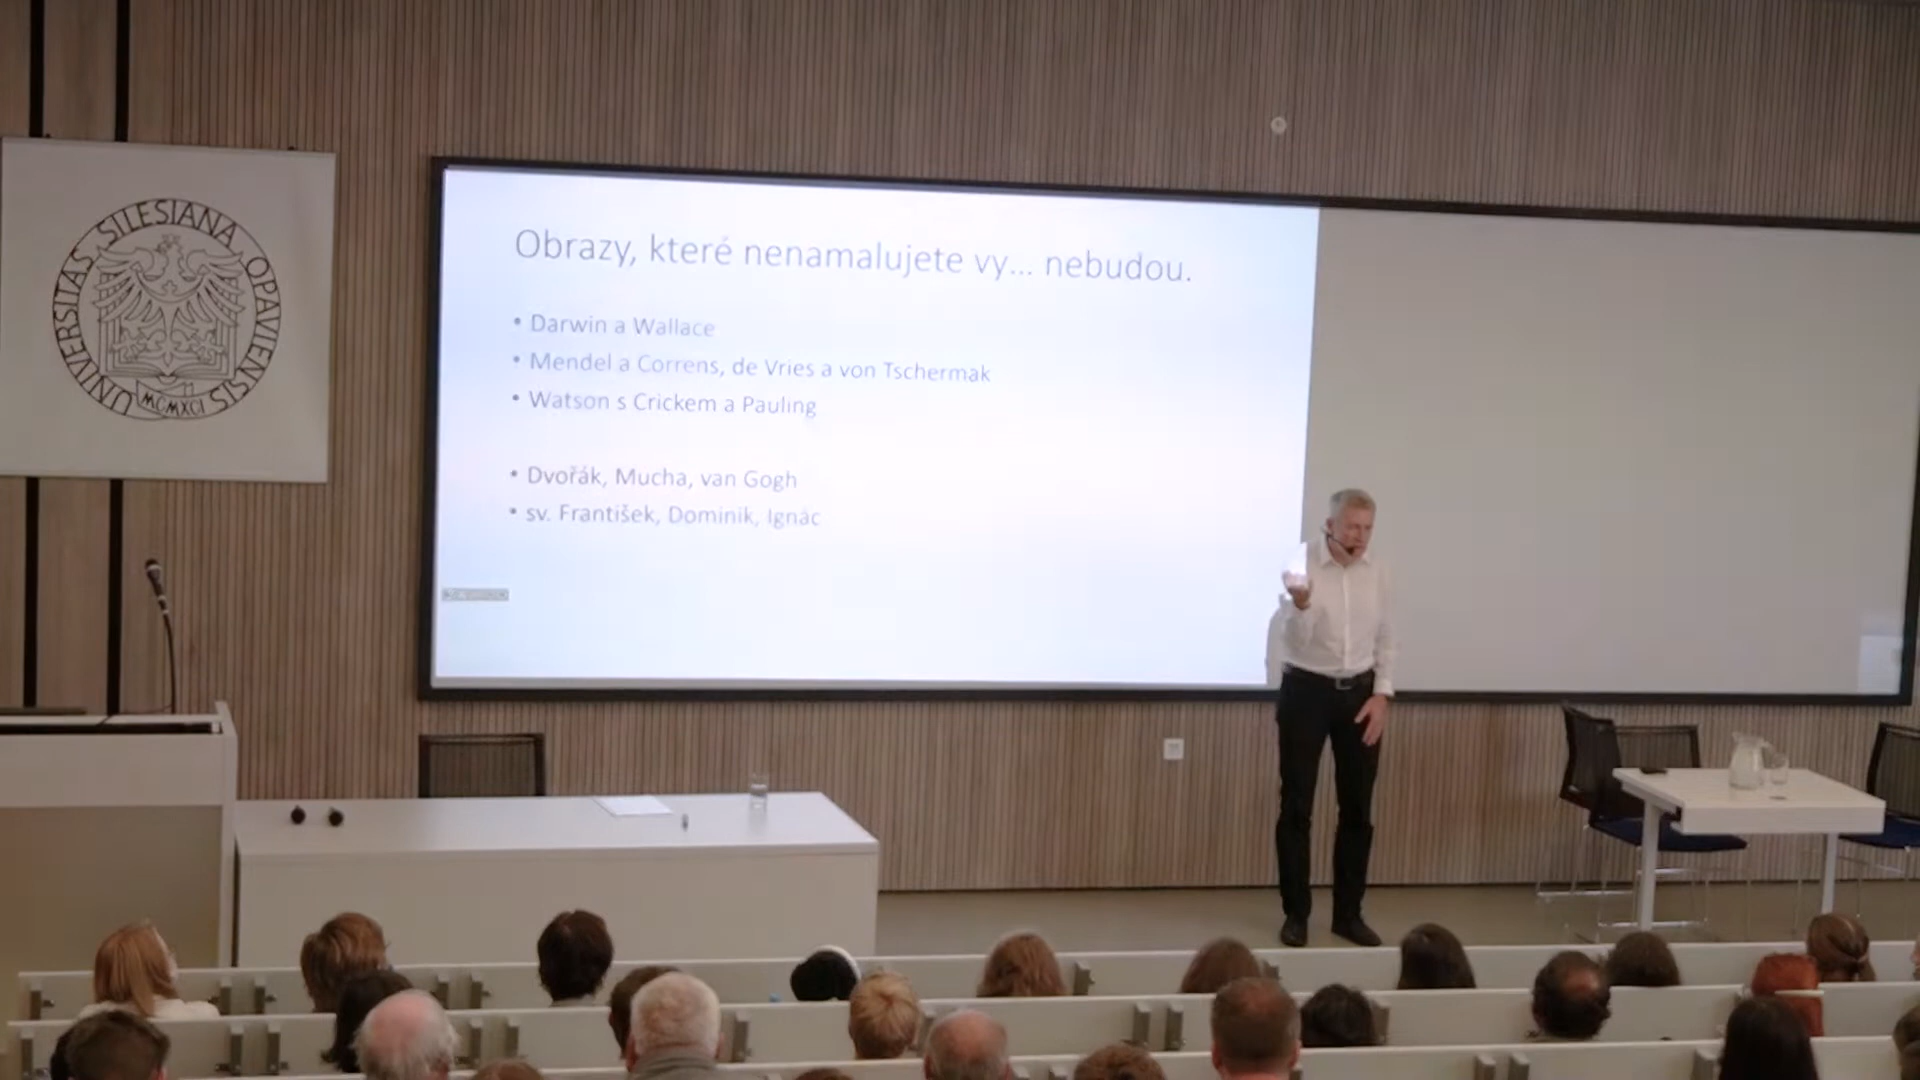 UNIVERSITAS SILESIANA OPAVIENSIS
MCMXCI
Obrazy, které nenamalujete vy... nebudou.
• Darwin a Wallace
• Mendel a Correns, de Vries a von Tschermak
• Watson s Crickem a Pauling
• Dvořák, Mucha, van Gogh
• sv. František, Dominik, Ignác